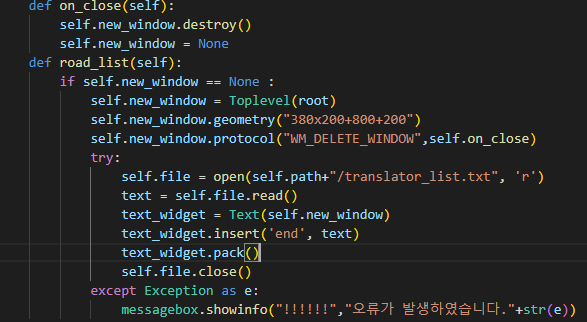 def on_close(self):
self.new_window.destroy()
self.new_window = None
def road_list(self):
if self.new_window == None :
self.new_window = Toplevel(root)
self.new_window.geometry("380x200+800+200")
self.new_window.protocol("WM_DELETE_WINDOW",self.on_close)
try:
self.file = open(self.path+"/translator_list.txt", 'r')
text = self.file.read()
text_widget = Text(self.new_window)
text_widget.insert('end', text)
text_widget.pack()
self.file.close()
except Exception as e:
messagebox.showinfo("!!!!!!","오류가 발생하였습니다."+str(e))